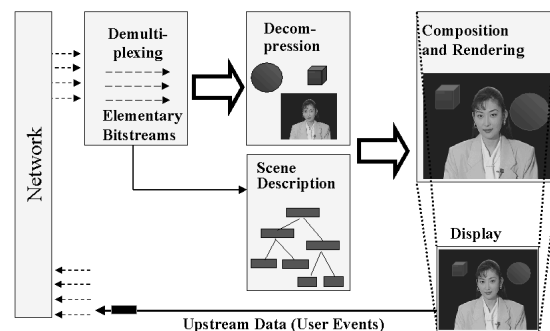 Network
Demulti-
plexing
Elementary
Bitstreams
Decom-
pression
Scene
Description
Composition
and Rendering
Display
Upstream Data (User Events)